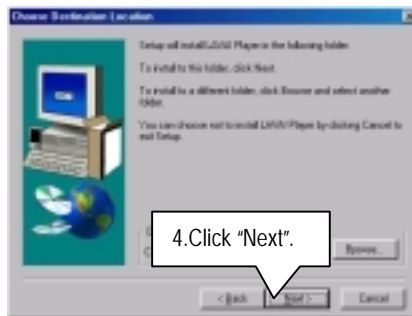 Choose Destination Location
Setup will install Player in the following folder.
To install to this folder, click Next.
To install to a different folder, click Browse and select another
folder.
You can choose not to install Player by clicking Cancel to
exit Setup.
4.Click “Next”.
Browse...
< Back
Next >
Cancel